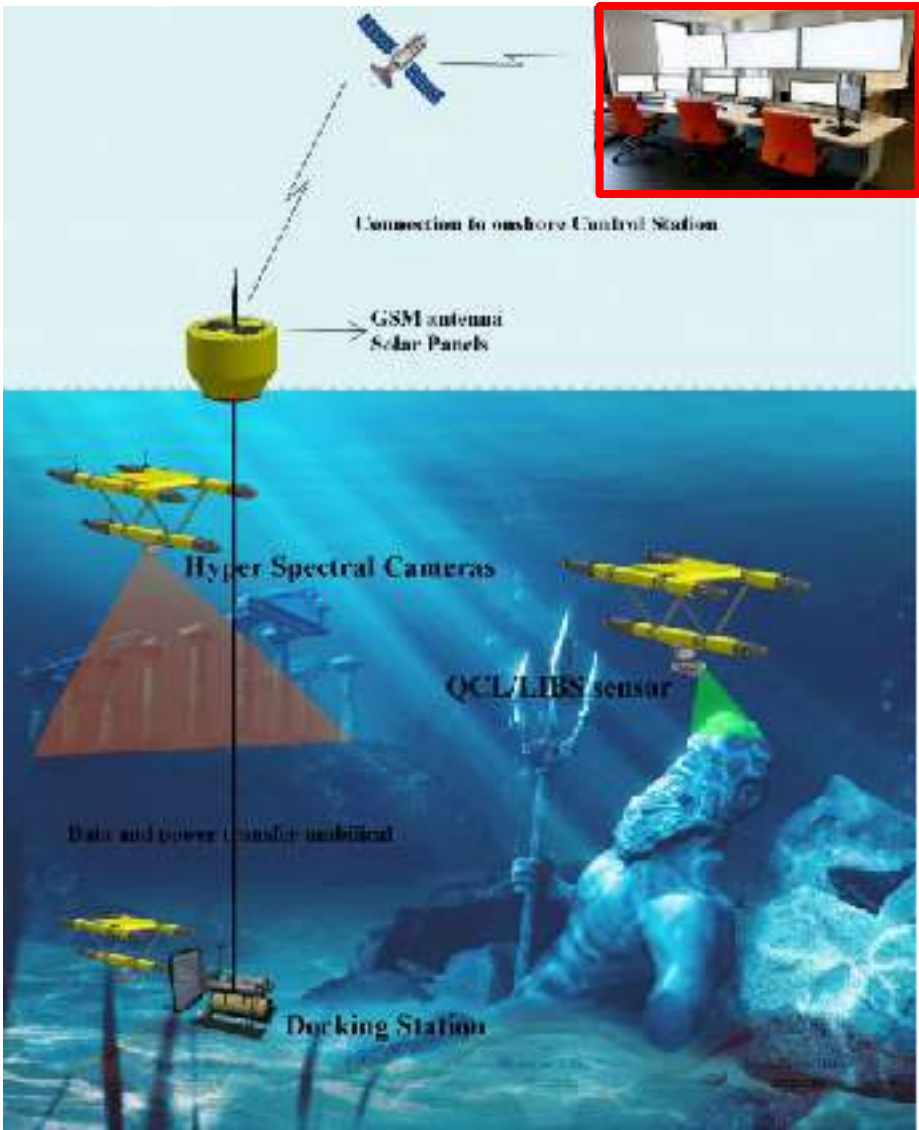 Connection to onshore Control Station
GSM antenna
Solar Panels
Hyper Spectral Cameras
QCL/LIBS sensor
Data and power transfer umbilical
Docking Station